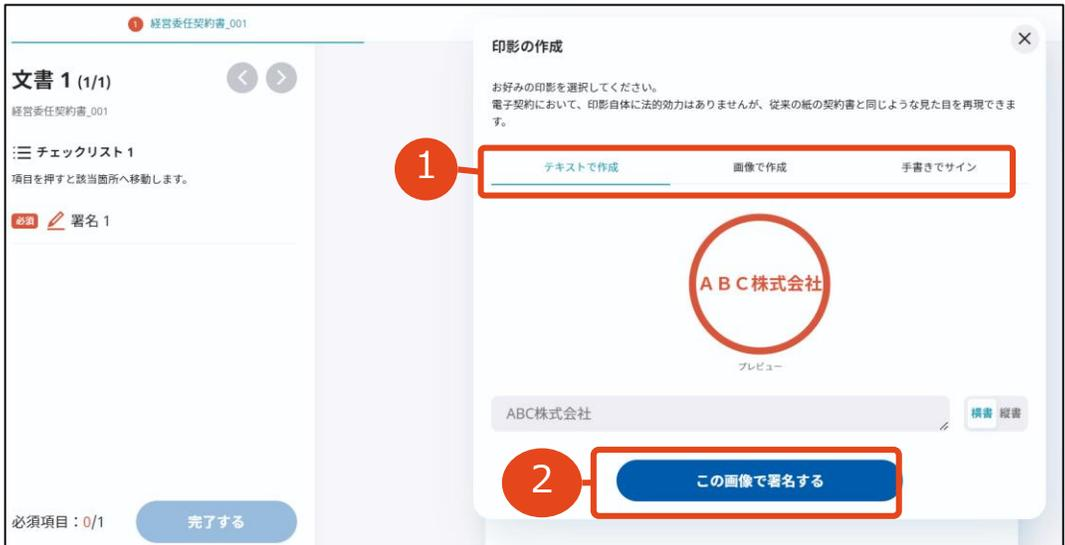 1 経営委任契約書_001
文書 1 (1/1)
経営委任契約書_001
チェックリスト 1
項目を押すと該当箇所へ移動します。
必須 署名 1
必須項目：0/1
完了する
印影の作成
お好みの印影を選択してください。
電子契約において、印影自体に法的効力はありませんが、従来の紙の契約書と同じような見た目を再現できま
す。
1
テキストで作成 画像で作成 手書きでサイン
ＡＢＣ株式会社
プレビュー
ABC株式会社
横書 縦書
2
この画像で署名する